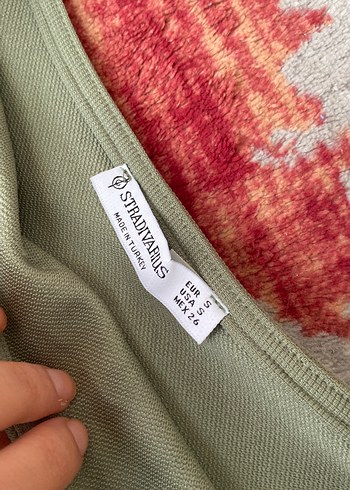 STRADIVARIUS
MADE IN TURKEY
EUR S
USA S
MEX 26